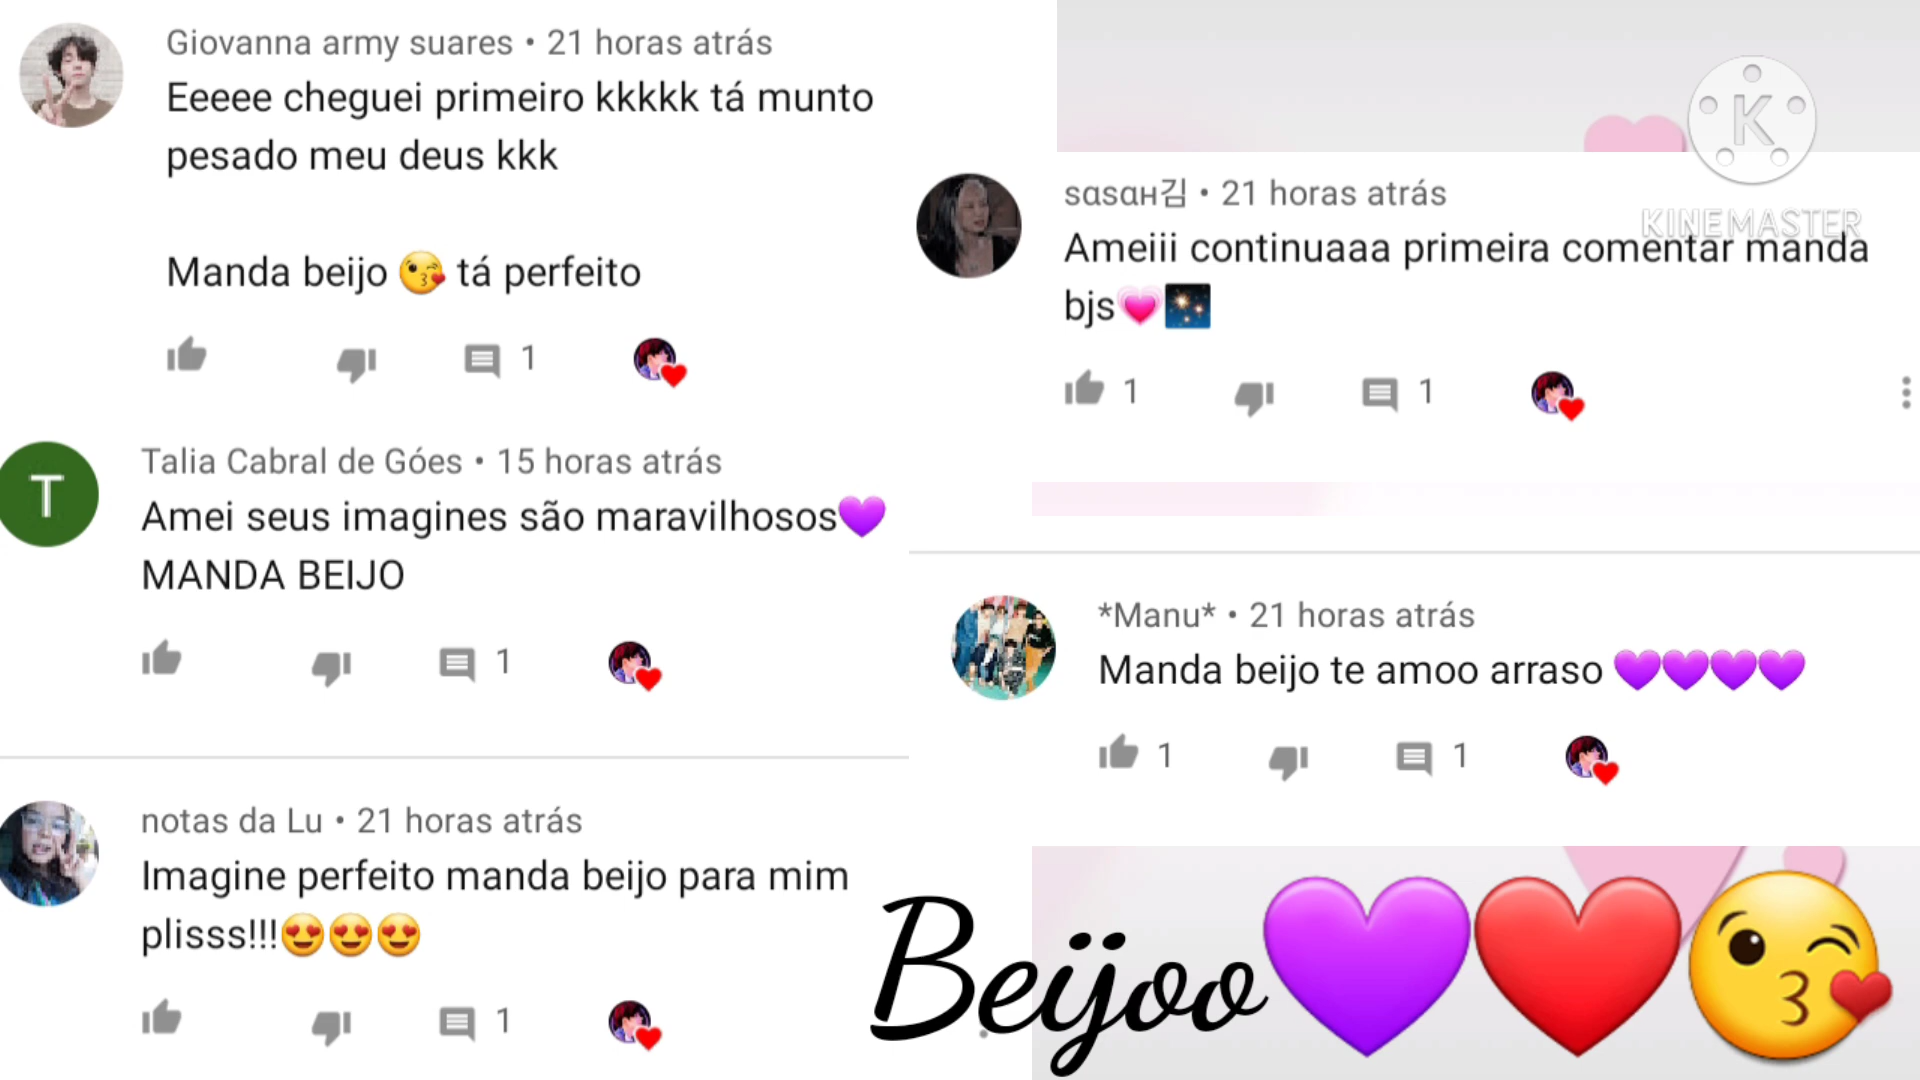 Giovanna army suares • 21 horas atrás
Eeeee cheguei primeiro kkkkk tá munto
pesado meu deus kkk
Manda beijo 😘 tá perfeito
1
Talia Cabral de Góes • 15 horas atrás
Amei seus imagines são maravilhosos💜
MANDA BEIJO
1
T
notas da Lu • 21 horas atrás
Imagine perfeito manda beijo para mim
plisss!!!😍😍😍
1
K
KINEMASTER
sαsαн김 • 21 horas atrás
Ameiii continuaaa primeira comentar manda
bjs💗🎇
1 1
*Manu* • 21 horas atrás
Manda beijo te amoo arraso 💜💜💜💜
1 1
Beijoo💜❤️😘